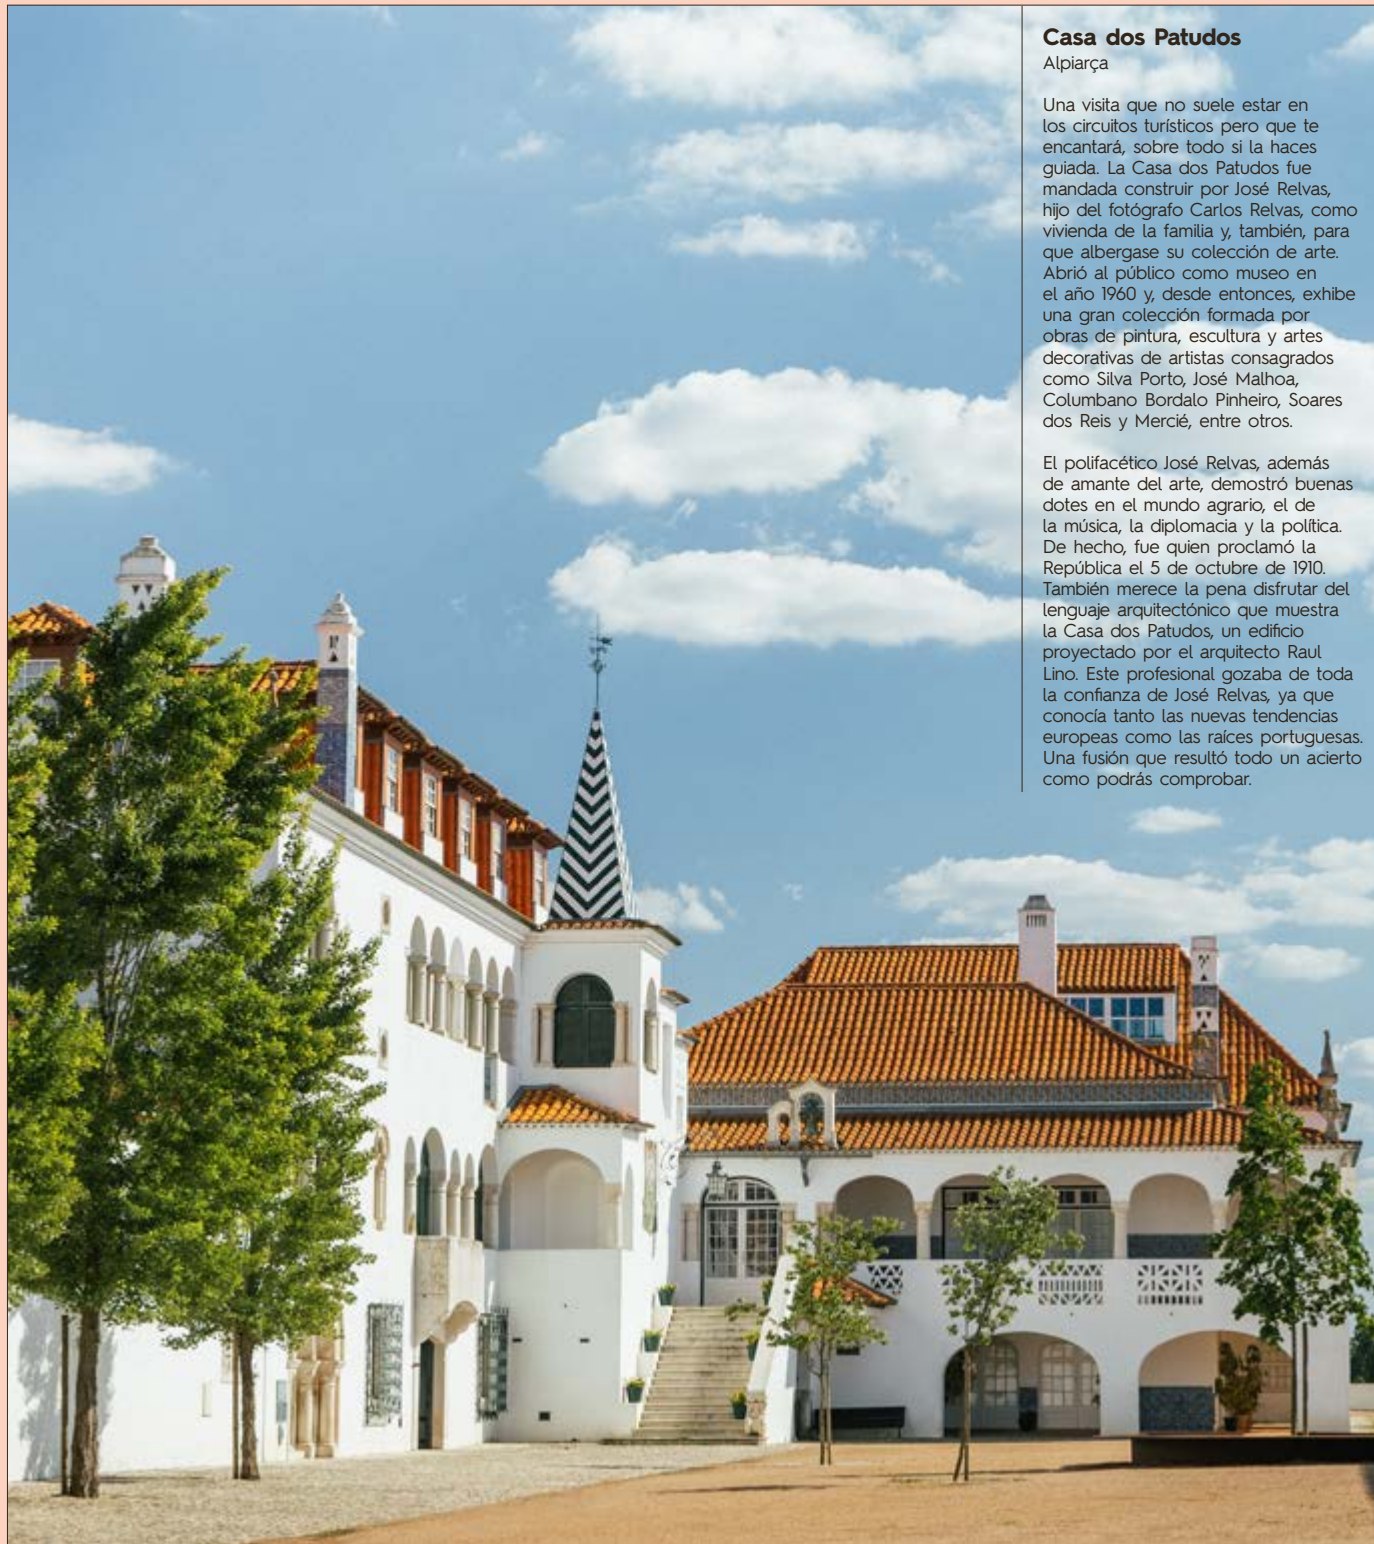 Casa dos Patudos
Alpiarça
Una visita que no suele estar en
los circuitos turísticos pero que te
encantará, sobre todo si la haces
guiada. La Casa dos Patudos fue
mandada construir por José Relvas,
hijo del fotógrafo Carlos Relvas, como
vivienda de la familia y, también, para
que albergase su colección de arte.
Abrió al público como museo en
el año 1960 y, desde entonces, exhibe
una gran colección formada por
obras de pintura, escultura y artes
decorativas de artistas consagrados
como Silva Porto, José Malhoa,
Columbano Bordalo Pinheiro, Soares
dos Reis y Mercié, entre otros.
El polifacético José Relvas, además
de amante del arte, demostró buenas
dotes en el mundo agrario, el de
la música, la diplomacia y la política.
De hecho, fue quien proclamó la
República el 5 de octubre de 1910.
También merece la pena disfrutar del
lenguaje arquitectónico que muestra
la Casa dos Patudos, un edificio
proyectado por el arquitecto Raul
Lino. Este profesional gozaba de toda
la confianza de José Relvas, ya que
conocía tanto las nuevas tendencias
europeas como las raíces portuguesas.
Una fusión que resultó todo un acierto
como podrás comprobar.